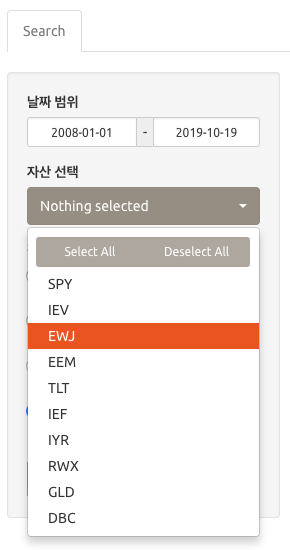 Search
날짜 범위
2008-01-01 - 2019-10-19
자산 선택
Nothing selected
Select All Deselect All
SPY
IEV
EWJ
EEM
TLT
IEF
IYR
RWX
GLD
DBC